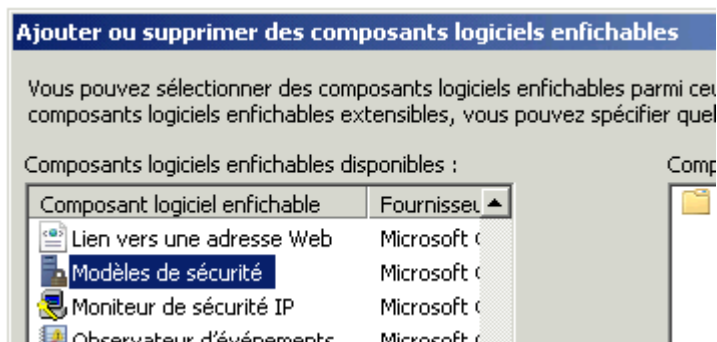 Ajouter ou supprimer des composants logiciels enfichables
Vous pouvez sélectionner des composants logiciels enfichables parmi ceu
composants logiciels enfichables extensibles, vous pouvez spécifier quel
Composants logiciels enfichables disponibles :
Comp
Composant logiciel enfichable Fournisseu
Lien vers une adresse Web Microsoft C
Modèles de sécurité Microsoft C
Moniteur de sécurité IP Microsoft C
Observateur d'événements Microsoft C